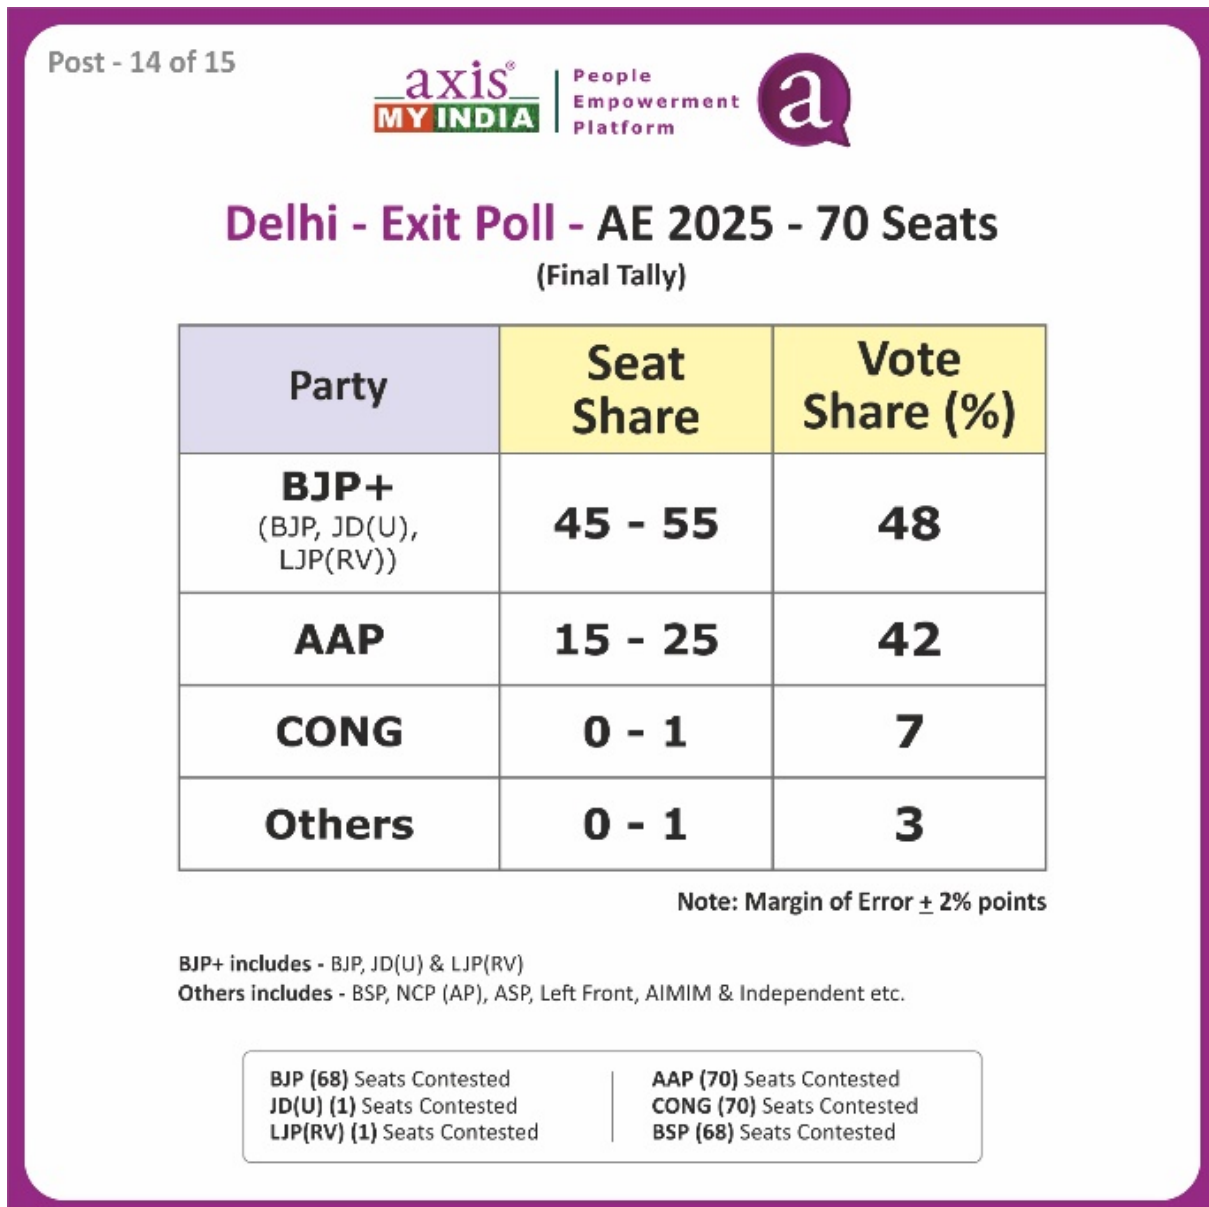 Post - 14 of 15
axis®
MY INDIA
People
Empowerment
Platform
a
Delhi - Exit Poll - AE 2025 - 70 Seats
(Final Tally)
Party
Seat
Share
Vote
Share (%)
BJP+
(BJP, JD(U),
LJP(RV))
45 - 55
48
AAP
15 - 25
42
CONG
0 - 1
7
Others
0 - 1
3
Note: Margin of Error ± 2% points
BJP+ includes - BJP, JD(U) & LJP(RV)
Others includes - BSP, NCP (AP), ASP, Left Front, AIMIM & Independent etc.
BJP (68) Seats Contested
JD(U) (1) Seats Contested
LJP(RV) (1) Seats Contested
AAP (70) Seats Contested
CONG (70) Seats Contested
BSP (68) Seats Contested